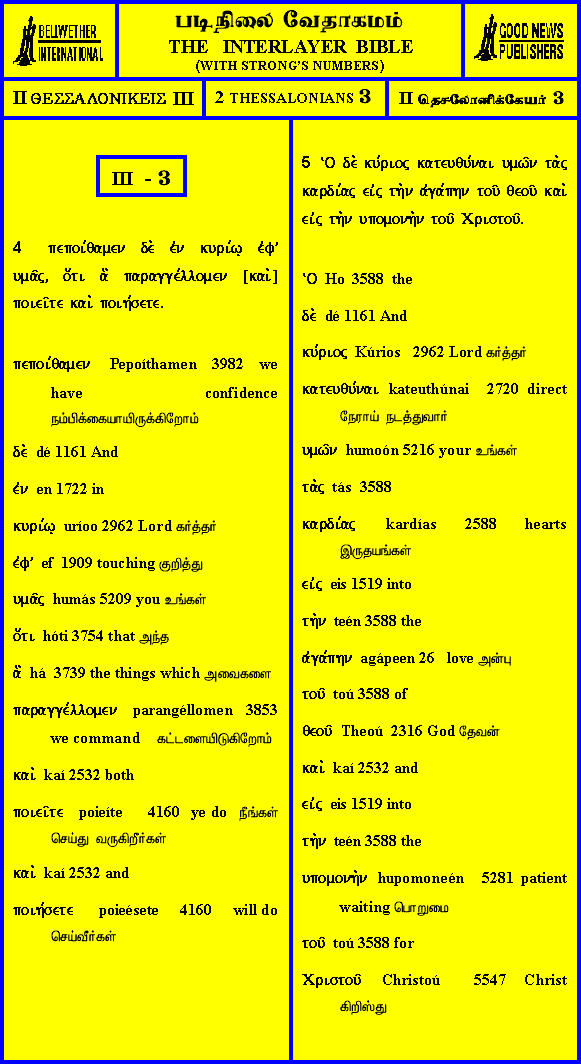 BELLWETHER
INTERNATIONAL
படிநிலை வேதாகமம்
THE INTERLAYER BIBLE
(WITH STRONG'S NUMBERS)
GOOD NEWS
PUBLISHERS
II ΘΕΣΣΑΛΟΝΙΚΕΙΣ III
2 THESSALONIANS 3
II தெசலோனிக்கேயர் 3
III - 3
4 πεποίθαμεν δὲ ἐν κυρίῳ ἐφ’
υμᾶς, ὅτι ἃ παραγγέλλομεν [καὶ]
ποιεῖτε καὶ ποιήσετε.
πεποίθαμεν Pepoíthamen 3982 we
have confidence
நம்பிக்கையாயிருக்கிறோம்
δὲ dé 1161 And
ἐν en 1722 in
κυρίῳ uríoo 2962 Lord கர்த்தர்
ἐφ’ ef 1909 touching குறித்து
υμᾶς humás 5209 you உங்கள்
ὅτι hóti 3754 that அந்த
ἃ há 3739 the things which அவைகளை
παραγγέλλομεν parangéllomen 3853
we command கட்டளையிடுகிறோம்
καὶ kaí 2532 both
ποιεῖτε poieíte 4160 ye do நீங்கள்
செய்து வருகிறீர்கள்
καὶ kaí 2532 and
ποιήσετε poieésete 4160 will do
செய்வீர்கள்
5 Ὁ δὲ κύριος κατευθύναι υμῶν τὰς
καρδίας εἰς τὴν ἀγάπην τοῦ θεοῦ καὶ
εἰς τὴν υπομονὴν τοῦ Χριστοῦ.
Ὁ Ho 3588 the
δὲ dé 1161 And
κύριος Kúrios 2962 Lord கர்த்தர்
κατευθύναι kateuthúnai 2720 direct
நேராய் நடத்துவார்
υμῶν humoón 5216 your உங்கள்
τὰς tás 3588
καρδίας kardías 2588 hearts
இருதயங்கள்
εἰς eis 1519 into
τὴν teén 3588 the
ἀγάπην agápeen 26 love அன்பு
τοῦ toú 3588 of
θεοῦ Theoú 2316 God தேவன்
καὶ kaí 2532 and
εἰς eis 1519 into
τὴν teén 3588 the
υπομονὴν hupomoneén 5281 patient
waiting பொறுமை
τοῦ toú 3588 for
Χριστοῦ Christoú 5547 Christ
கிறிஸ்து